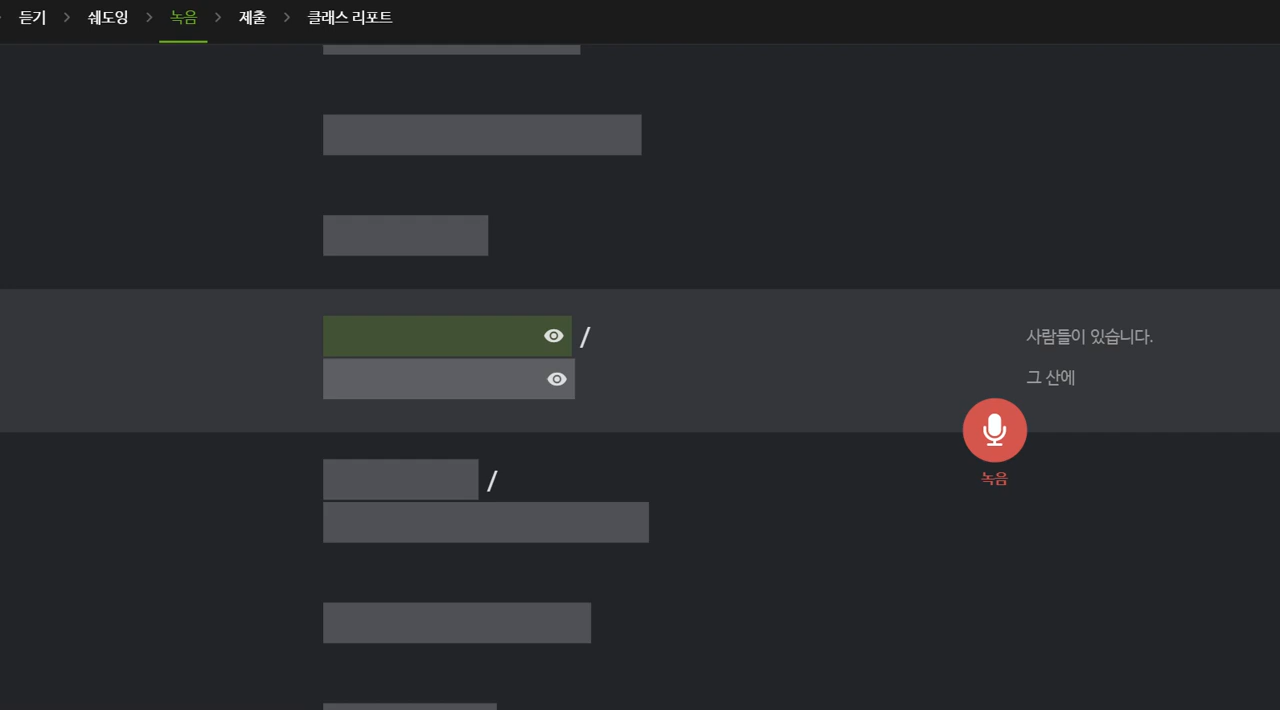 듣기 > 쉐도잉 > 녹음 > 제출 > 클래스 리포트
/
사람들이 있습니다.
그 산에
녹음
/